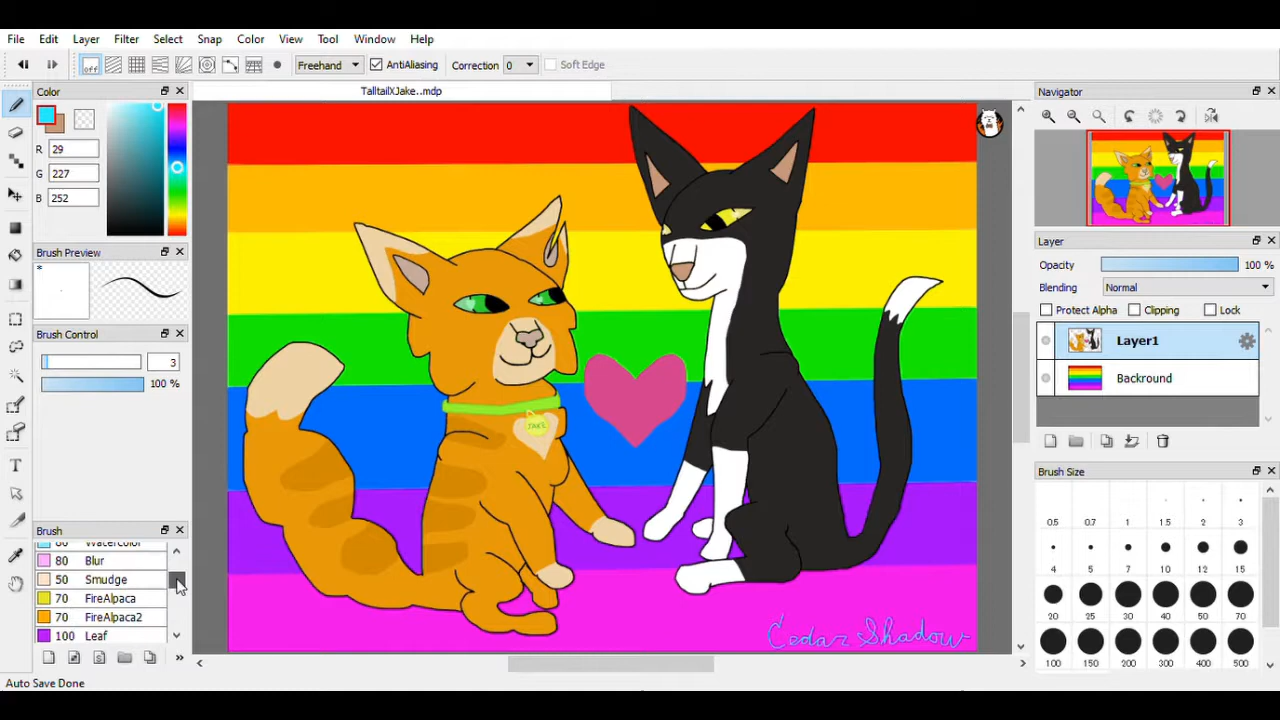 File Edit Layer Filter Select Snap Color View Tool Window Help
off Freehand AntiAliasing Correction 0 Soft Edge
Color
TalltailXJake..mdp
Navigator
R 29
G 227
B 252
Brush Preview
*
Layer
Opacity 100 %
Blending Normal
Protect Alpha Clipping Lock
Brush Control
3
100 %
Layer1
Backround
JAKE
Brush
80 Watercolor
80 Blur
50 Smudge
70 FireAlpaca
70 FireAlpaca2
100 Leaf
Brush Size
0.5 0.7 1 1.5 2 3
4 5 7 10 12 15
20 25 30 40 50 70
100 150 200 300 400 500
Cedar Shadow
Auto Save Done